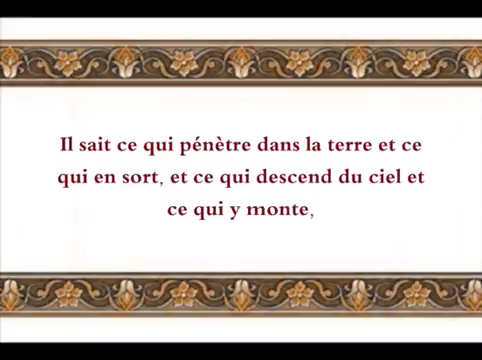 Il sait ce qui pénètre dans la terre et ce
qui en sort, et ce qui descend du ciel et
ce qui y monte,